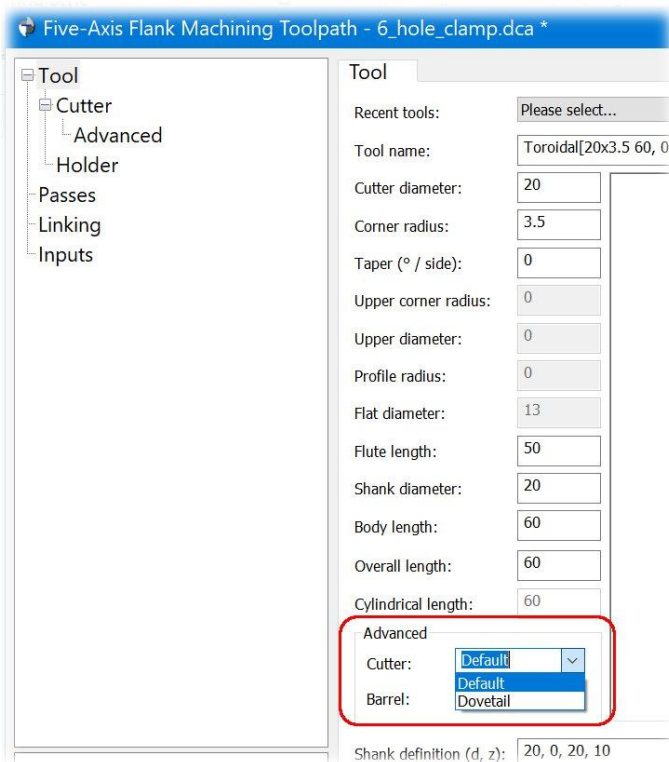 Five-Axis Flank Machining Toolpath - 6_hole_clamp.dca *
Tool
Cutter
Advanced
Holder
Passes
Linking
Inputs
Tool
Recent tools: Please select...
Tool name: Toroidal[20x3.5 60, 0
Cutter diameter: 20
Corner radius: 3.5
Taper (° / side): 0
Upper corner radius: 0
Upper diameter: 0
Profile radius: 0
Flat diameter: 13
Flute length: 50
Shank diameter: 20
Body length: 60
Overall length: 60
Cylindrical length: 60
Advanced
Cutter: Default
Default
Barrel: Dovetail
Shank definition (d, z): 20, 0, 20, 10